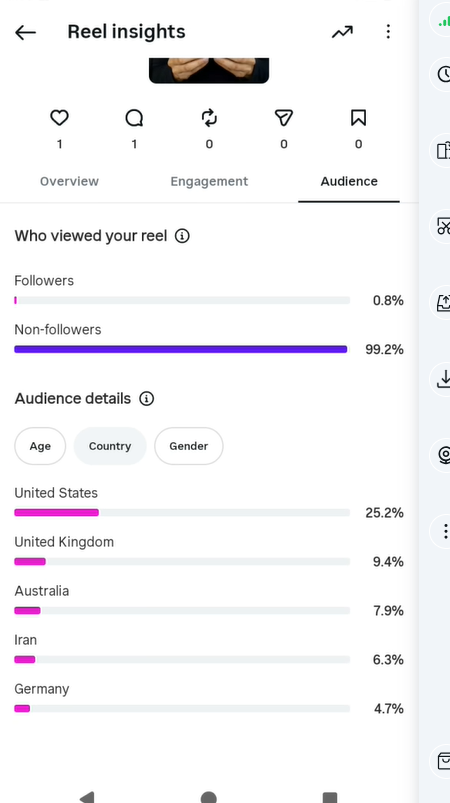 Reel insights
1 1 0 0 0
Overview Engagement Audience
Who viewed your reel
Followers
0.8%
Non-followers
99.2%
Audience details
Age Country Gender
United States
25.2%
United Kingdom
9.4%
Australia
7.9%
Iran
6.3%
Germany
4.7%